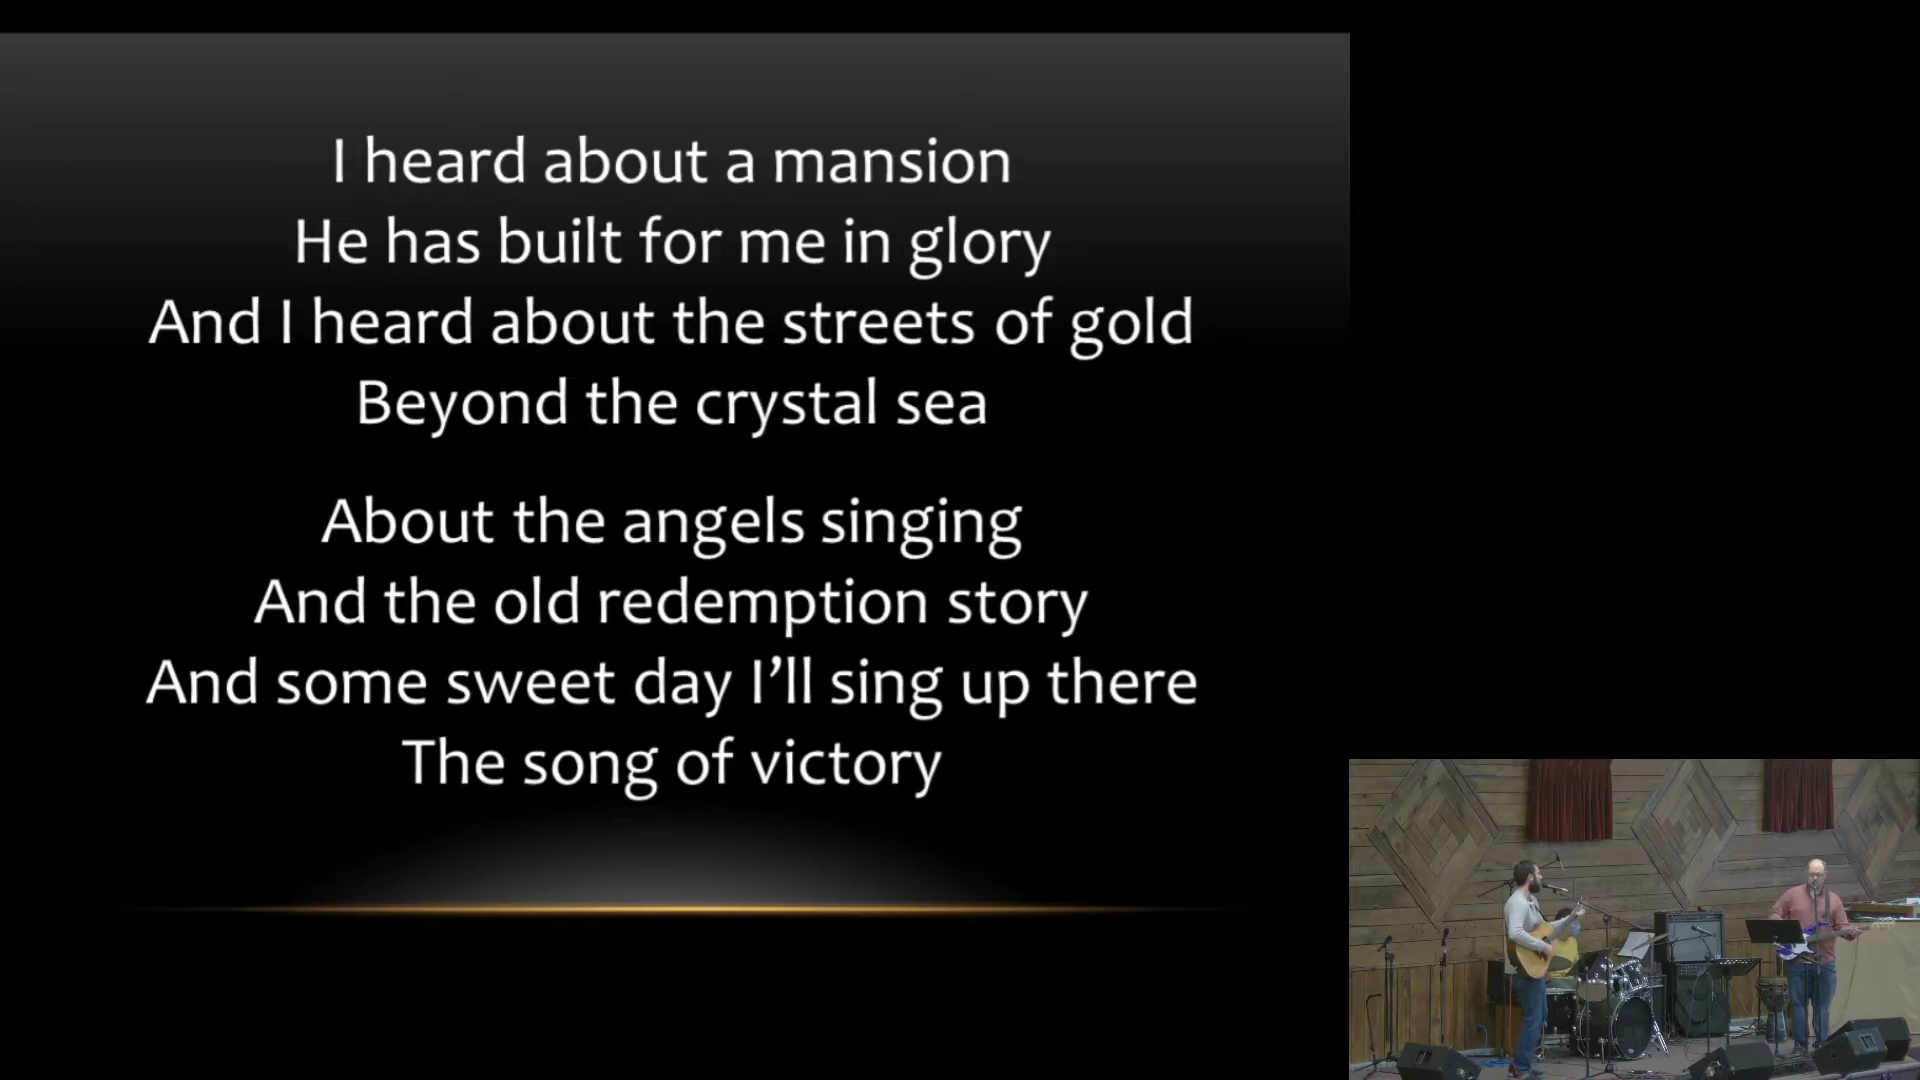 I heard about a mansion
He has built for me in glory
And I heard about the streets of gold
Beyond the crystal sea
About the angels singing
And the old redemption story
And some sweet day I’ll sing up there
The song of victory